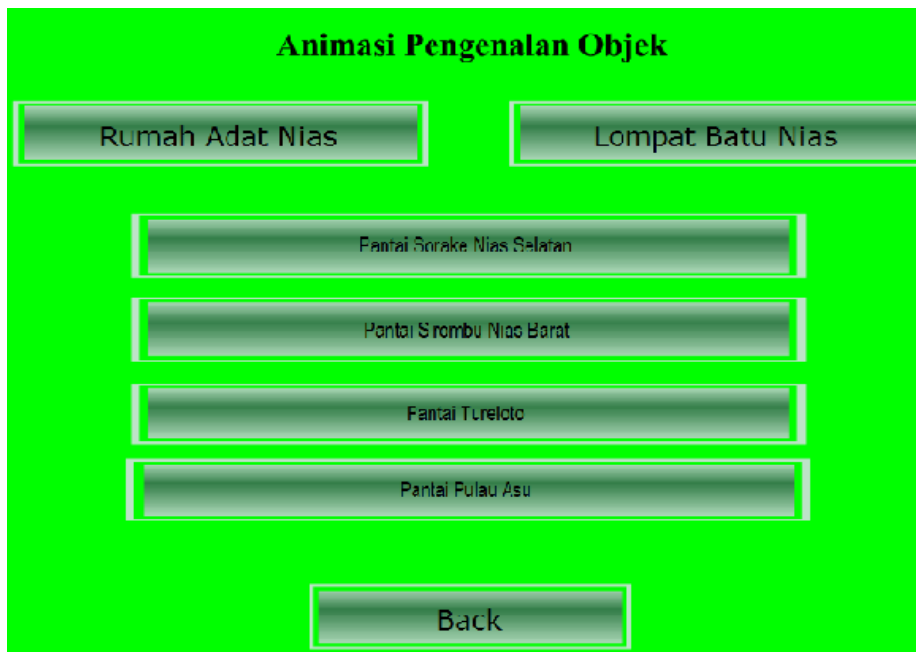 Animasi Pengenalan Objek
Rumah Adat Nias
Lompat Batu Nias
Pantai Sorake Nias Selatan
Pantai Sirombu Nias Barat
Pantai Tureloto
Pantai Pulau Asu
Back